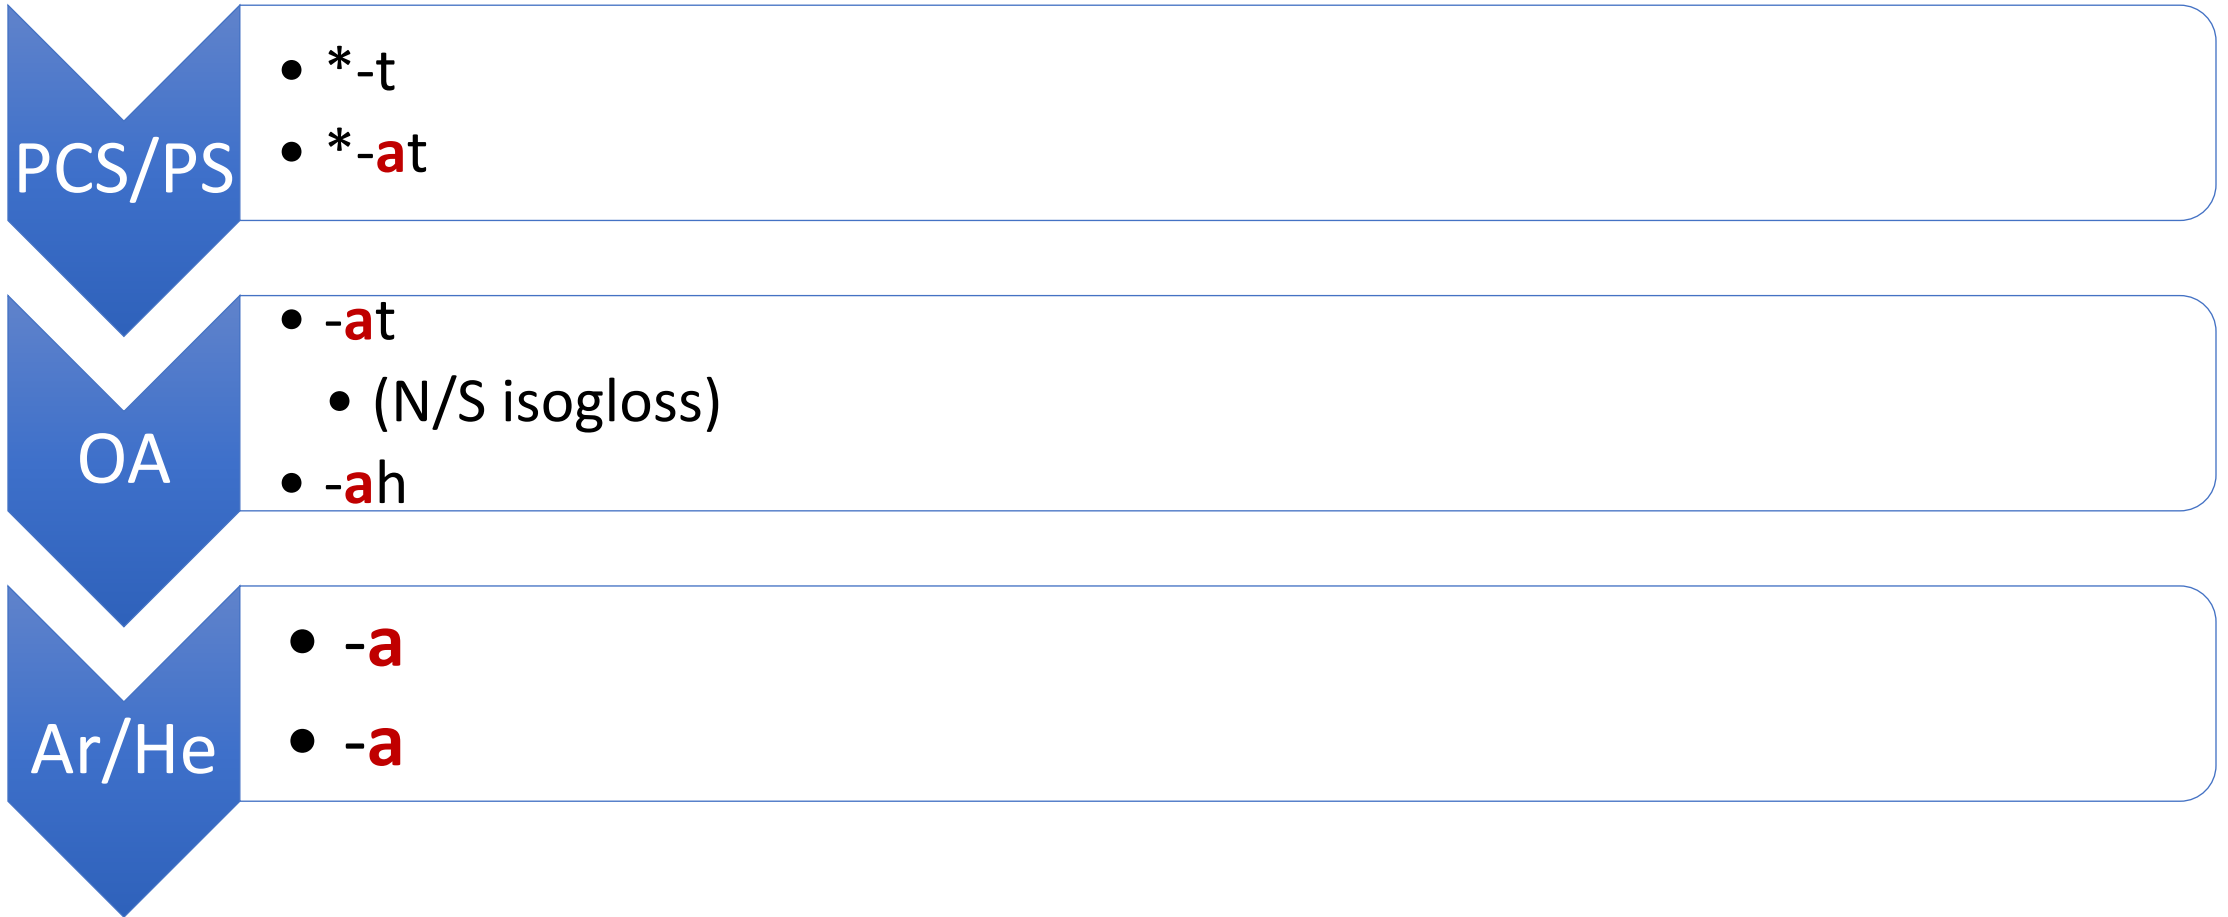 PCS/PS
• *-t
• *-at
OA
• -at
• (N/S isogloss)
• -ah
Ar/He
• -a
• -a